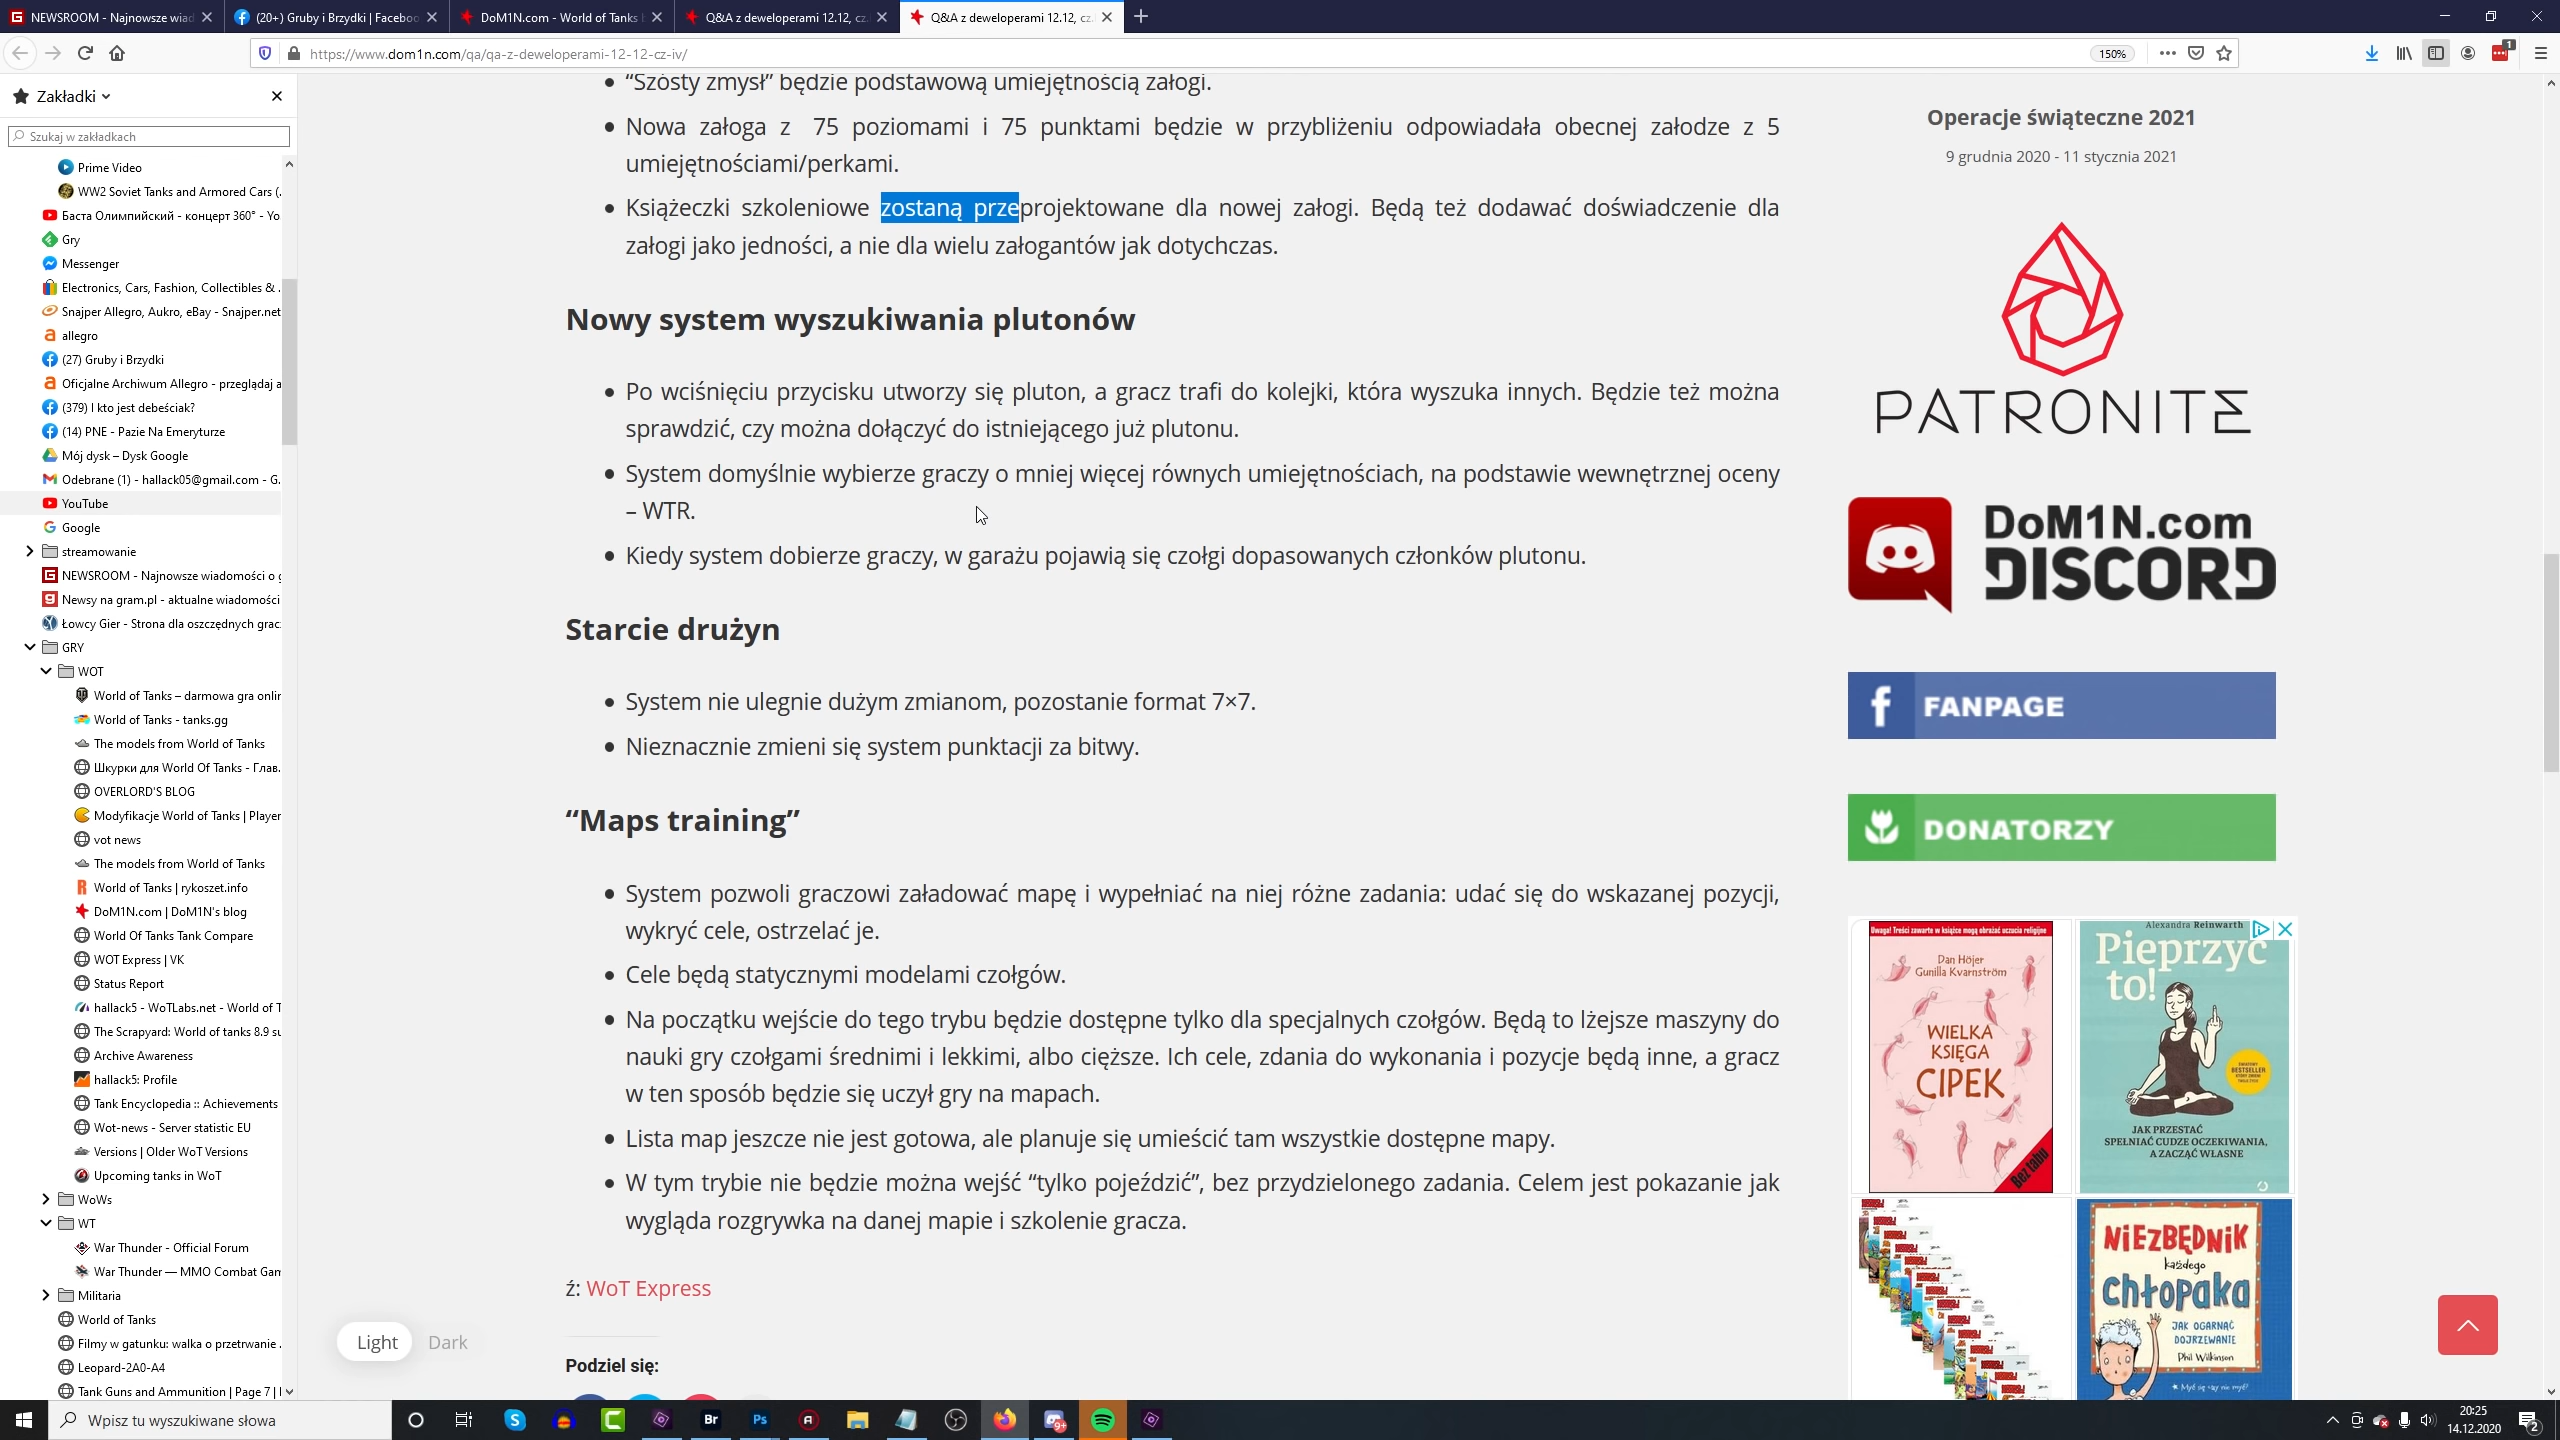 NEWSROOM - Najnowsze wiad
(20+) Gruby i Brzydki | Faceboo
DoM1N.com - World of Tanks
Q&A z deweloperami 12.12, cz.
Q&A z deweloperami 12.12, cz.
https://www.dom1n.com/qa/qa-z-deweloperami-12-12-cz-iv/
150%
1
Zakładki
Szukaj w zakładkach
Prime Video
WW2 Soviet Tanks and Armored Cars (.
Баста Олимпийский - концерт 360° - Yo
Gry
Messenger
Electronics, Cars, Fashion, Collectibles & .
Snajper Allegro, Aukro, eBay - Snajper.net
allegro
(27) Gruby i Brzydki
Oficjalne Archiwum Allegro - przeglądaj a
(379) I kto jest debeściak?
(14) PNE - Pazie Na Emeryturze
Mój dysk – Dysk Google
Odebrane (1) - hallack05@gmail.com - G.
YouTube
Google
streamowanie
NEWSROOM - Najnowsze wiadomości o g
Newsy na gram.pl - aktualne wiadomości
Łowcy Gier - Strona dla oszczędnych grac
GRY
WOT
World of Tanks – darmowa gra onlin
World of Tanks - tanks.gg
The models from World of Tanks
Шкурки для World Of Tanks - Глав.
OVERLORD'S BLOG
Modyfikacje World of Tanks | Player
vot news
The models from World of Tanks
World of Tanks | rykoszet.info
DoM1N.com | DoM1N's blog
World Of Tanks Tank Compare
WOT Express | VK
Status Report
hallack5 - WoTLabs.net - World of T
The Scrapyard: World of tanks 8.9 su
Archive Awareness
hallack5: Profile
Tank Encyclopedia :: Achievements
Wot-news - Server statistic EU
Versions | Older WoT Versions
Upcoming tanks in WoT
WoWs
WT
War Thunder - Official Forum
War Thunder — MMO Combat Gam
Militaria
World of Tanks
Filmy w gatunku: walka o przetrwanie .
Leopard-2A0-A4
Tank Guns and Ammunition | Page 7 |
• “Szósty zmysł” będzie podstawową umiejętnością załogi.
• Nowa załoga z 75 poziomami i 75 punktami będzie w przybliżeniu odpowiadała obecnej załodze z 5
umiejętnościami/perkami.
• Książeczki szkoleniowe zostaną przeprojektowane dla nowej załogi. Będą też dodawać doświadczenie dla
załogi jako jedności, a nie dla wielu załogantów jak dotychczas.
Nowy system wyszukiwania plutonów
• Po wciśnięciu przycisku utworzy się pluton, a gracz trafi do kolejki, która wyszuka innych. Będzie też można
sprawdzić, czy można dołączyć do istniejącego już plutonu.
• System domyślnie wybierze graczy o mniej więcej równych umiejętnościach, na podstawie wewnętrznej oceny
– WTR.
• Kiedy system dobierze graczy, w garażu pojawią się czołgi dopasowanych członków plutonu.
Starcie drużyn
• System nie ulegnie dużym zmianom, pozostanie format 7×7.
• Nieznacznie zmieni się system punktacji za bitwy.
“Maps training”
• System pozwoli graczowi załadować mapę i wypełniać na niej różne zadania: udać się do wskazanej pozycji,
wykryć cele, ostrzelać je.
• Cele będą statycznymi modelami czołgów.
• Na początku wejście do tego trybu będzie dostępne tylko dla specjalnych czołgów. Będą to lżejsze maszyny do
nauki gry czołgami średnimi i lekkimi, albo cięższe. Ich cele, zdania do wykonania i pozycje będą inne, a gracz
w ten sposób będzie się uczył gry na mapach.
• Lista map jeszcze nie jest gotowa, ale planuje się umieścić tam wszystkie dostępne mapy.
• W tym trybie nie będzie można wejść “tylko pojeździć”, bez przydzielonego zadania. Celem jest pokazanie jak
wygląda rozgrywka na danej mapie i szkolenie gracza.
ź: WoT Express
Light Dark
Podziel się:
Operacje świąteczne 2021
9 grudnia 2020 - 11 stycznia 2021
PATRONITE
DoM1N.com
DISCORD
FANPAGE
DONATORZY
Uwaga! Treści zawarte w książce mogą obrażać uczucia religijne
Dan Höjer
Gunilla Kvarnström
WIELKA
KSIĘGA
CIPEK
Bez tabu
Alexandra Reinwarth
Pieprzyć
to!
BESTSELLER
JAK PRZESTAĆ
SPEŁNIAĆ CUDZE OCZEKIWANIA,
A ZACZĄĆ WŁASNE
NIEZBĘDNIK
każdego
chłopaka
JAK OGARNĄĆ
DOJRZEWANIE
Phil Wilkinson
Wpisz tu wyszukiwane słowa
Br
Ps
9+
20:25
14.12.2020
2